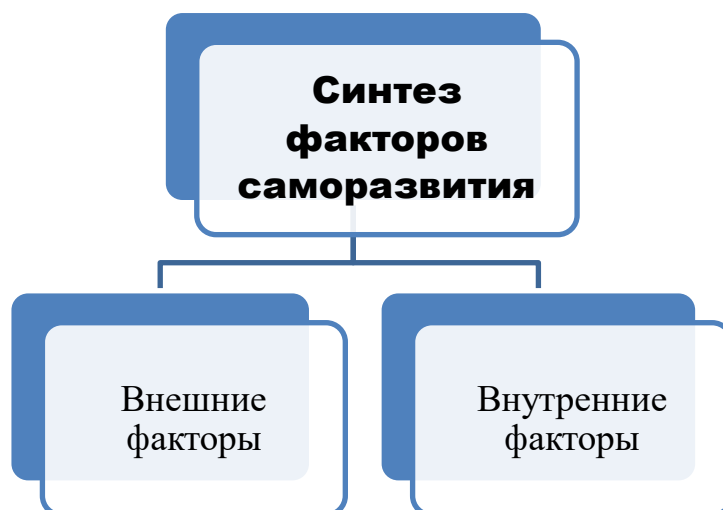 Синтез
факторов
саморазвития
Внешние
факторы
Внутренние
факторы